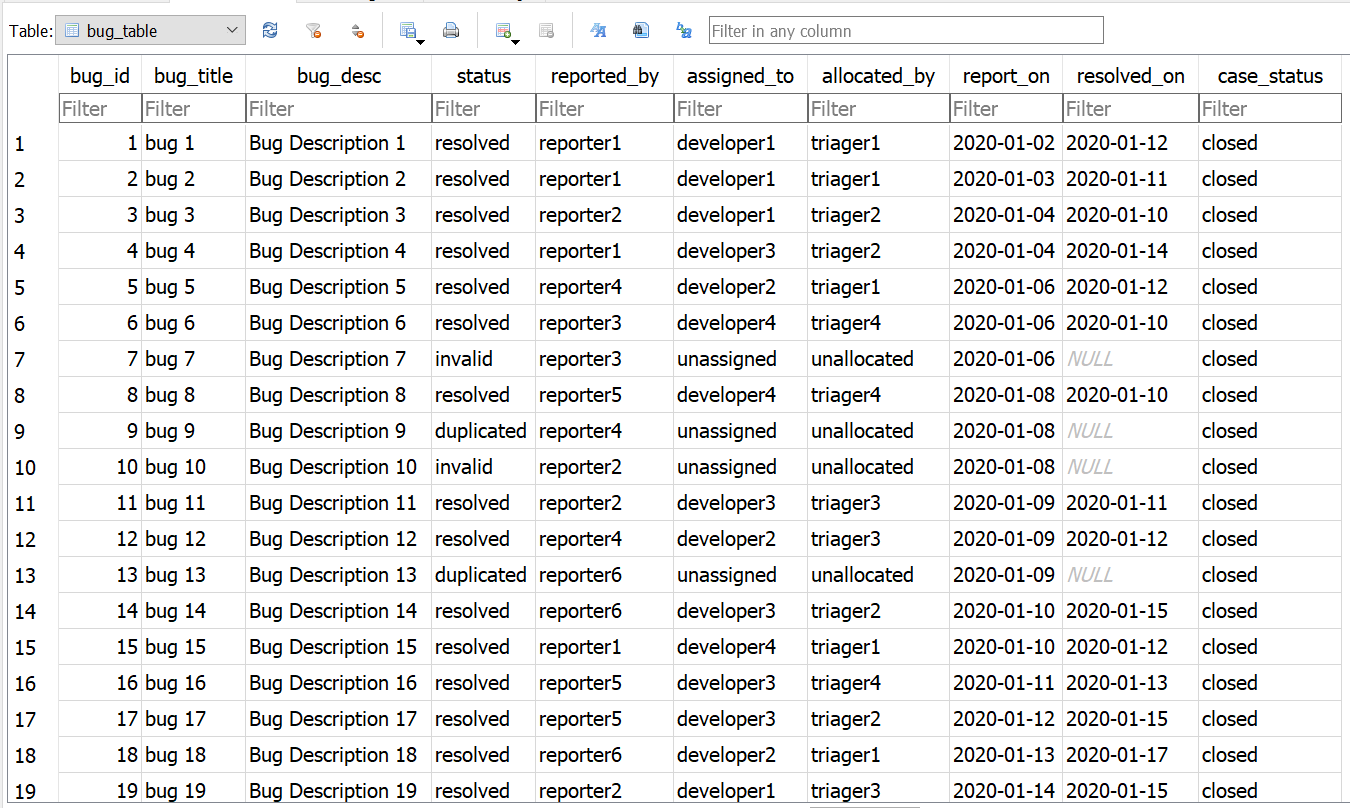 Table: bug_table Filter in any column
bug_id bug_title bug_desc status reported_by assigned_to allocated_by report_on resolved_on case_status
Filter Filter Filter Filter Filter Filter Filter Filter Filter Filter
1 1 bug 1 Bug Description 1 resolved reporter1 developer1 triager1 2020-01-02 2020-01-12 closed
2 2 bug 2 Bug Description 2 resolved reporter1 developer1 triager1 2020-01-03 2020-01-11 closed
3 3 bug 3 Bug Description 3 resolved reporter2 developer1 triager2 2020-01-04 2020-01-10 closed
4 4 bug 4 Bug Description 4 resolved reporter1 developer3 triager2 2020-01-04 2020-01-14 closed
5 5 bug 5 Bug Description 5 resolved reporter4 developer2 triager1 2020-01-06 2020-01-12 closed
6 6 bug 6 Bug Description 6 resolved reporter3 developer4 triager4 2020-01-06 2020-01-10 closed
7 7 bug 7 Bug Description 7 invalid reporter3 unassigned unallocated 2020-01-06 NULL closed
8 8 bug 8 Bug Description 8 resolved reporter5 developer4 triager4 2020-01-08 2020-01-10 closed
9 9 bug 9 Bug Description 9 duplicated reporter4 unassigned unallocated 2020-01-08 NULL closed
10 10 bug 10 Bug Description 10 invalid reporter2 unassigned unallocated 2020-01-08 NULL closed
11 11 bug 11 Bug Description 11 resolved reporter2 developer3 triager3 2020-01-09 2020-01-11 closed
12 12 bug 12 Bug Description 12 resolved reporter4 developer2 triager3 2020-01-09 2020-01-12 closed
13 13 bug 13 Bug Description 13 duplicated reporter6 unassigned unallocated 2020-01-09 NULL closed
14 14 bug 14 Bug Description 14 resolved reporter6 developer3 triager2 2020-01-10 2020-01-15 closed
15 15 bug 15 Bug Description 15 resolved reporter1 developer4 triager1 2020-01-10 2020-01-12 closed
16 16 bug 16 Bug Description 16 resolved reporter5 developer3 triager4 2020-01-11 2020-01-13 closed
17 17 bug 17 Bug Description 17 resolved reporter5 developer3 triager2 2020-01-12 2020-01-15 closed
18 18 bug 18 Bug Description 18 resolved reporter6 developer2 triager1 2020-01-13 2020-01-17 closed
19 19 bug 19 Bug Description 19 resolved reporter2 developer1 triager3 2020-01-14 2020-01-15 closed